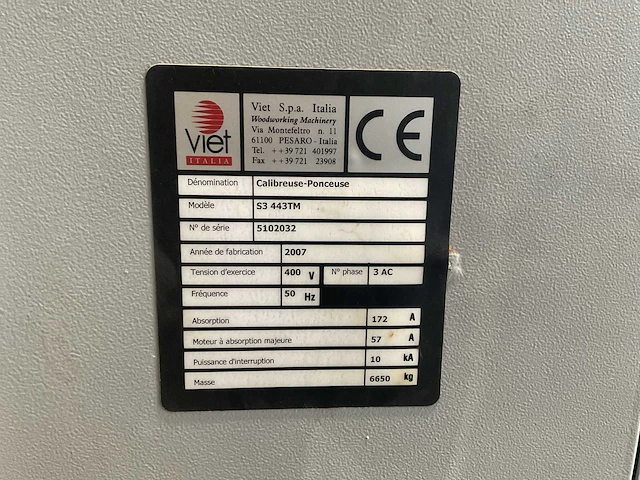 Viet
ITALIA
Viet S.p.a. Italia
Woodworking Machinery
Via Montefeltro n. 11
61100 PESARO - Italia
Tel. ++39 721 401997
Fax ++39 721 23908
CE
Dénomination Calibreuse-Ponceuse
Modèle S3 443TM
N° de série 5102032
Année de fabrication 2007
Tension d'exercice 400 V N° phase 3 AC
Fréquence 50 Hz
Absorption 172 A
Moteur à absorption majeure 57 A
Puissance d'interruption 10 kA
Masse 6650 kg